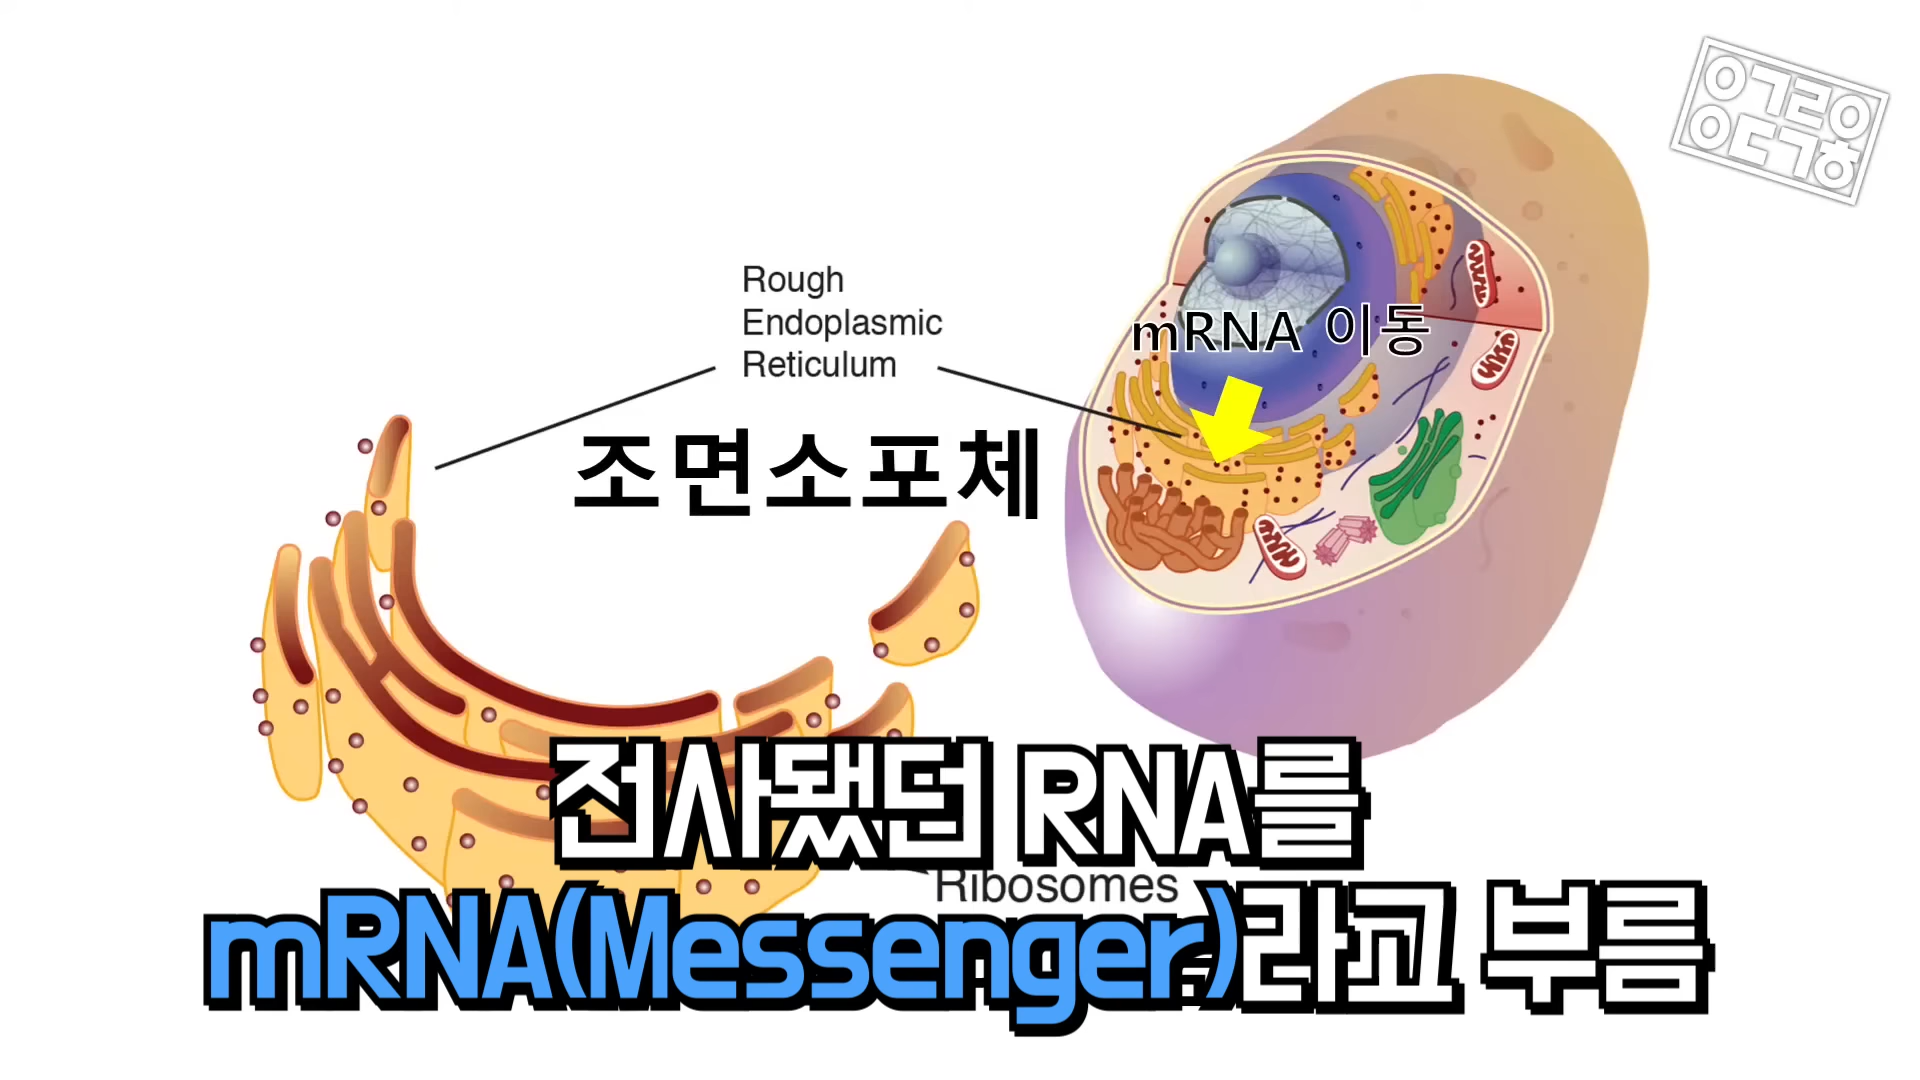 Rough
Endoplasmic
Reticulum
mRNA 이동
조면소포체
Ribosomes
전사됐던 RNA를
mRNA(Messenger)라고 부름